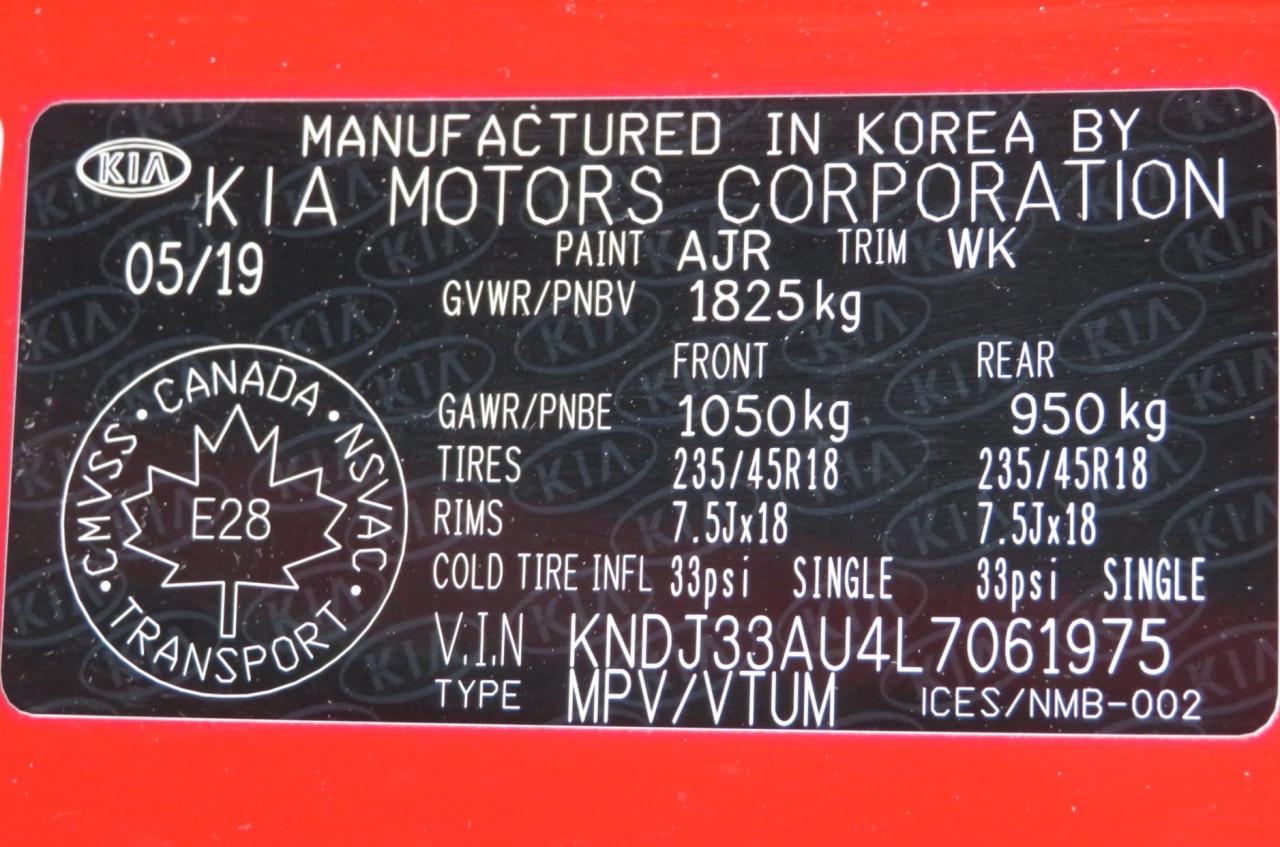 MANUFACTURED IN KOREA BY
KIA
KIA MOTORS CORPORATION
05/19
PAINT AJR TRIM WK
GVWR/PNBV 1825kg
FRONT REAR
GAWR/PNBE 1050kg 950 kg
TIRES 235/45R18 235/45R18
RIMS 7.5Jx18 7.5Jx18
COLD TIRE INFL 33psi SINGLE 33psi SINGLE
V.I.N KNDJ33AU4L7061975
TYPE MPV/VTUM ICES/NMB-002
CANADA
CMVSS
NSVAC
E28
TRANSPORT